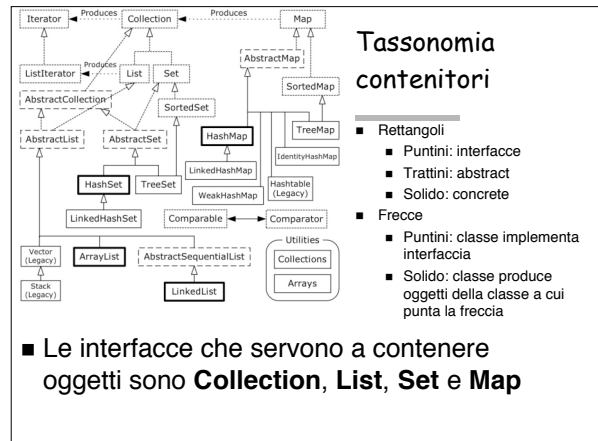 Iterator
Produces
Collection
Produces
Map
ListIterator
Produces
List
Set
AbstractMap
SortedMap
AbstractCollection
SortedSet
AbstractList
AbstractSet
HashMap
TreeMap
IdentityHashMap
LinkedHashMap
HashSet
TreeSet
WeakHashMap
Hashtable
(Legacy)
LinkedHashSet
Comparable
Comparator
Utilities
Collections
Arrays
Vector
(Legacy)
ArrayList
AbstractSequentialList
Stack
(Legacy)
LinkedList
Tassonomia
contenitori
■ Rettangoli
■ Puntini: interfacce
■ Trattini: abstract
■ Solido: concrete
■ Frecce
■ Puntini: classe implementa
interfaccia
■ Solido: classe produce
oggetti della classe a cui
punta la freccia
■ Le interfacce che servono a contenere
oggetti sono Collection, List, Set e Map